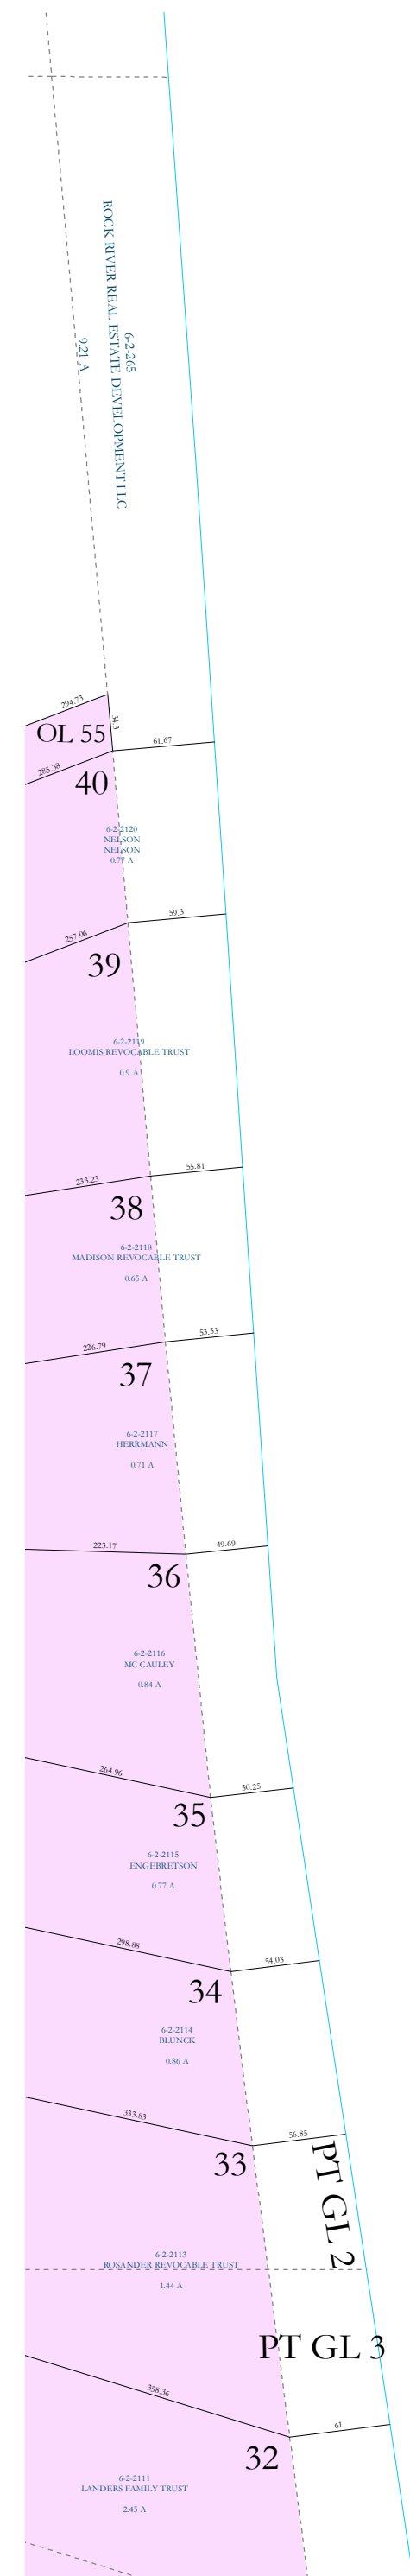 6-2-265
ROCK RIVER REAL ESTATE DEVELOPMENT LLC
9.21 A
294.73
34.3
OL 55
61.67
285.38
40
6-2-2120
NELSON
NELSON
0.77 A
59.3
257.06
39
6-2-2119
LOOMIS REVOCABLE TRUST
0.9 A
55.81
233.23
38
6-2-2118
MADISON REVOCABLE TRUST
0.65 A
53.53
226.79
37
6-2-2117
HERRMANN
0.71 A
49.69
223.17
36
6-2-2116
MC CAULEY
0.84 A
264.96
50.25
35
6-2-2115
ENGEBRETSON
0.77 A
298.88
54.03
34
6-2-2114
BLUNCK
0.86 A
333.83
56.85
33
PT GL 2
6-2-2113
ROSANDER REVOCABLE TRUST
1.44 A
PT GL 3
358.36
61
32
6-2-2111
LANDERS FAMILY TRUST
2.45 A